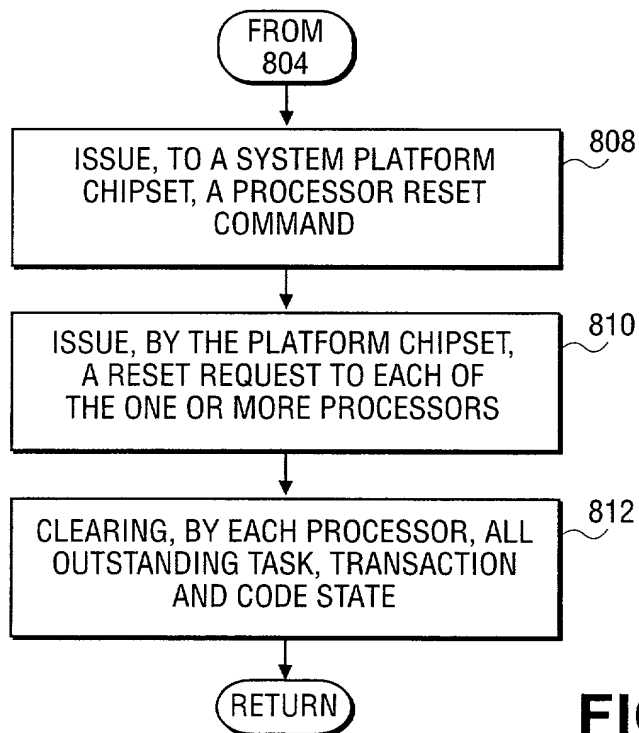 FROM
804
808
ISSUE, TO A SYSTEM PLATFORM
CHIPSET, A PROCESSOR RESET
COMMAND
810
ISSUE, BY THE PLATFORM CHIPSET,
A RESET REQUEST TO EACH OF
THE ONE OR MORE PROCESSORS
812
CLEARING, BY EACH PROCESSOR, ALL
OUTSTANDING TASK, TRANSACTION
AND CODE STATE
RETURN